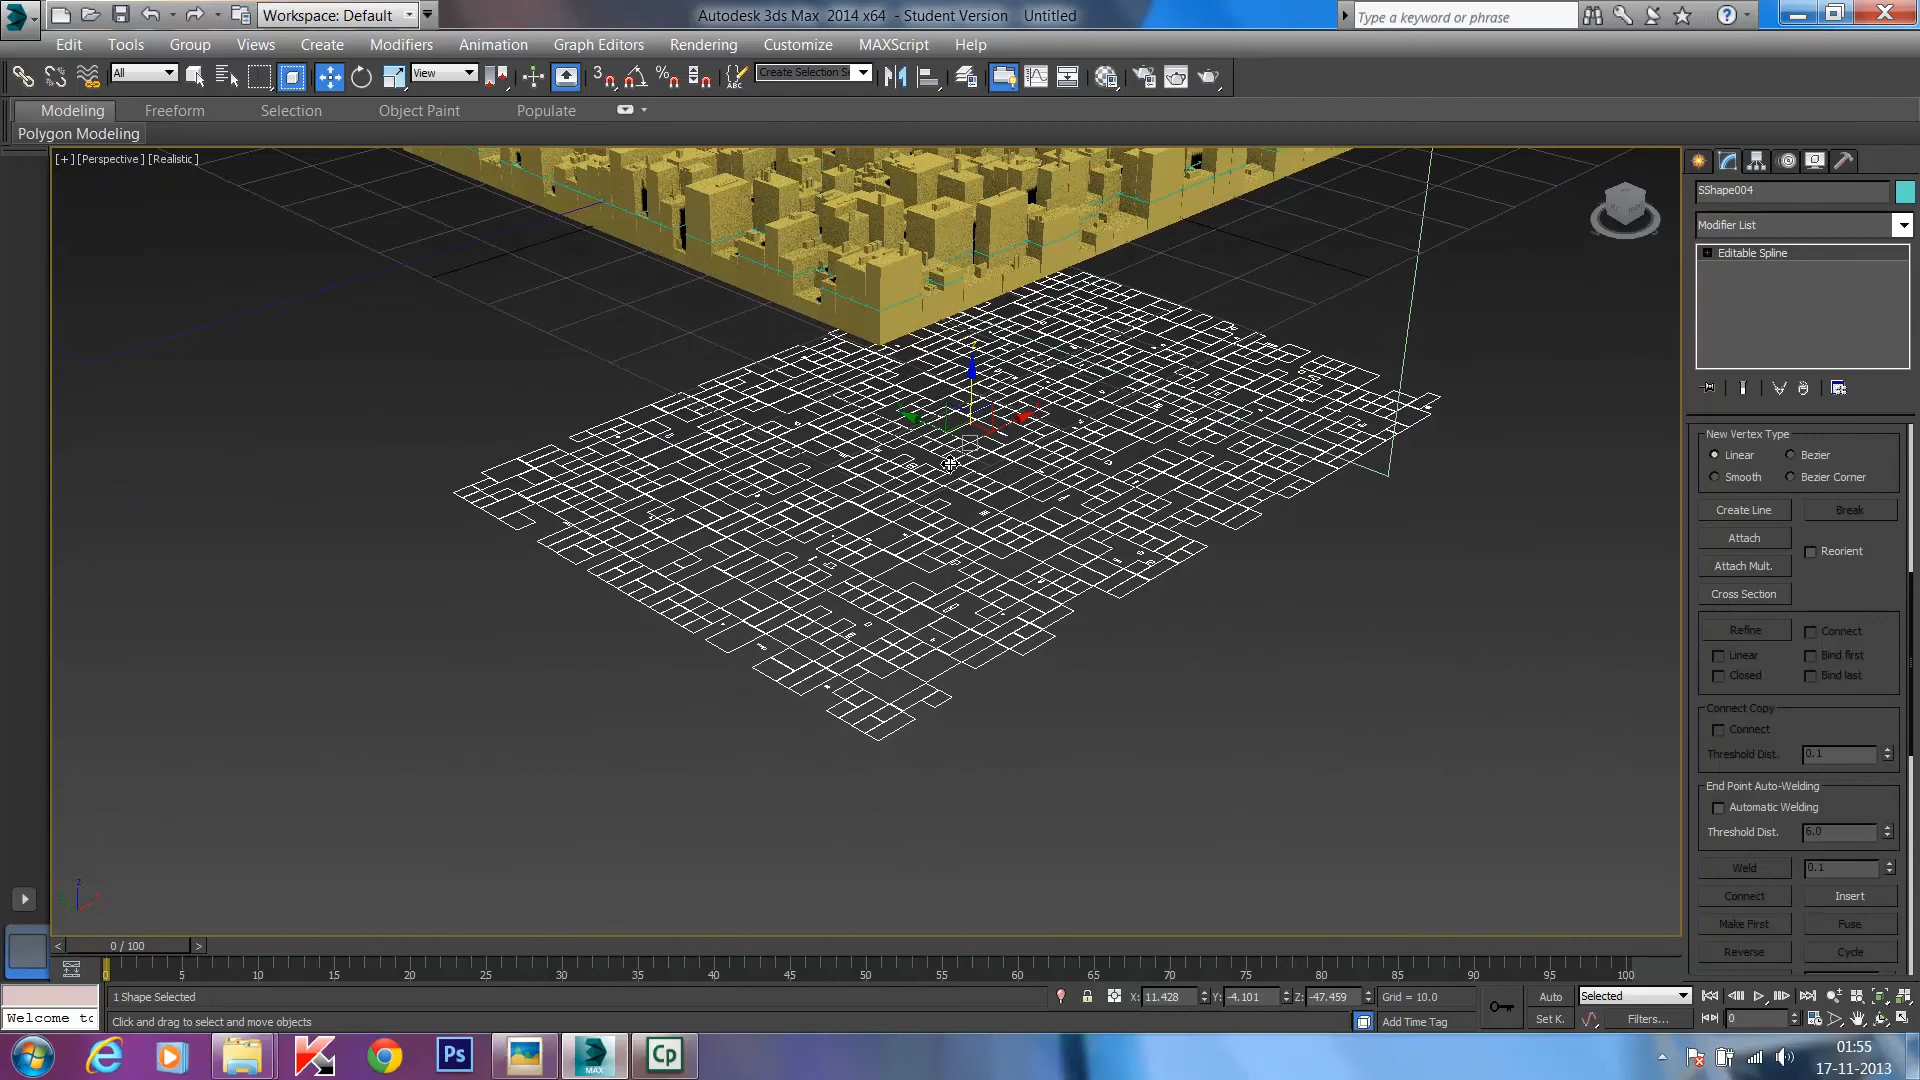 Workspace: Default
Autodesk 3ds Max 2014 x64 - Student Version Untitled
Type a keyword or phrase
Edit Tools Group Views Create Modifiers Animation Graph Editors Rendering Customize MAXScript Help
All
View
3
ABC
Create Selection Se
Modeling Freeform Selection Object Paint Populate
Polygon Modeling
[+] [Perspective] [Realistic]
SShape004
Modifier List
Editable Spline
New Vertex Type
Linear Bezier
Smooth Bezier Corner
Create Line Break
Attach
Reorient
Attach Mult.
Cross Section
Refine Connect
Linear Bind first
Closed Bind last
Connect Copy
Connect
Threshold Dist. 0.1
End Point Auto-Welding
Automatic Welding
Threshold Dist. 6.0
Weld 0.1
Connect Insert
Make First Fuse
Reverse Cycle
z
x
< 0 / 100 >
0 5 10 15 20 25 30 35 40 45 50 55 60 65 70 75 80 85 90 95 100
1 Shape Selected
X: 11.428 Y: -4.101 Z: -47.459 Grid = 10.0
Auto Selected
Welcome to
Click and drag to select and move objects
Add Time Tag
Set K. Filters...
0
Ps
MAX
Cp
01:55
17-11-2013